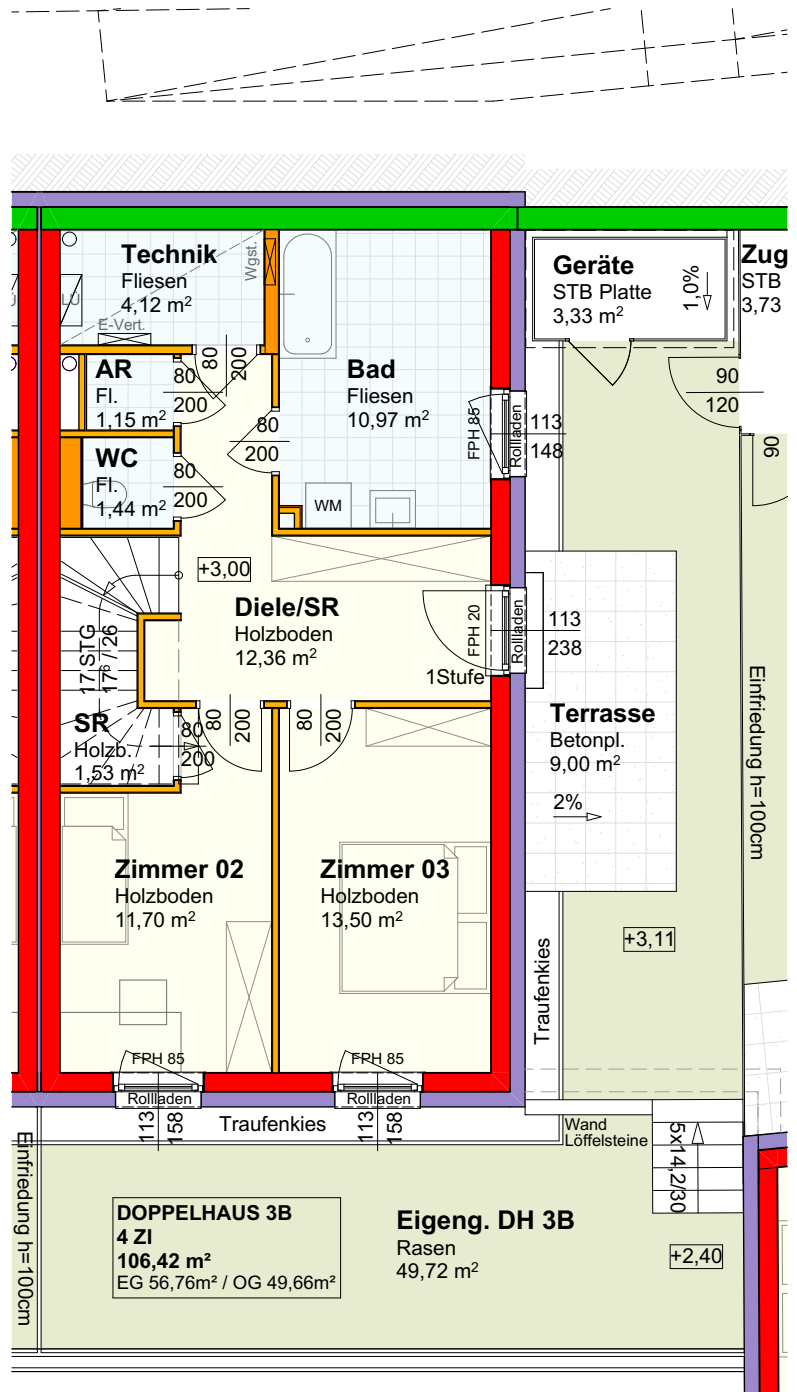 Technik
Fliesen
4,12 m²
Wgst.
LÜ
E-Vert.
80
200
AR
Fl.
1,15 m²
80
200
WC
Fl.
1,44 m²
80
200
Bad
Fliesen
10,97 m²
80
200
WM
FPH 85
Rollladen
113
148
Geräte
STB Platte
3,33 m²
1,0%
Zug
STB
3,73
90
120
90
+3,00
Diele/SR
Holzboden
12,36 m²
1Stufe
FPH 20
Rollladen
113
238
17 STG
17⁶ / 26
SR
Holzb.
1,53 m²
80
200
80
200
80
200
Terrasse
Betonpl.
9,00 m²
2%
Einfriedung h=100cm
Zimmer 02
Holzboden
11,70 m²
Zimmer 03
Holzboden
13,50 m²
+3,11
Traufenkies
FPH 85
Rollladen
113
158
FPH 85
Rollladen
113
158
Traufenkies
Wand
Löffelsteine
5x14,2/30
Einfriedung h=100cm
DOPPELHAUS 3B
4 ZI
106,42 m²
EG 56,76m² / OG 49,66m²
Eigeng. DH 3B
Rasen
49,72 m²
+2,40